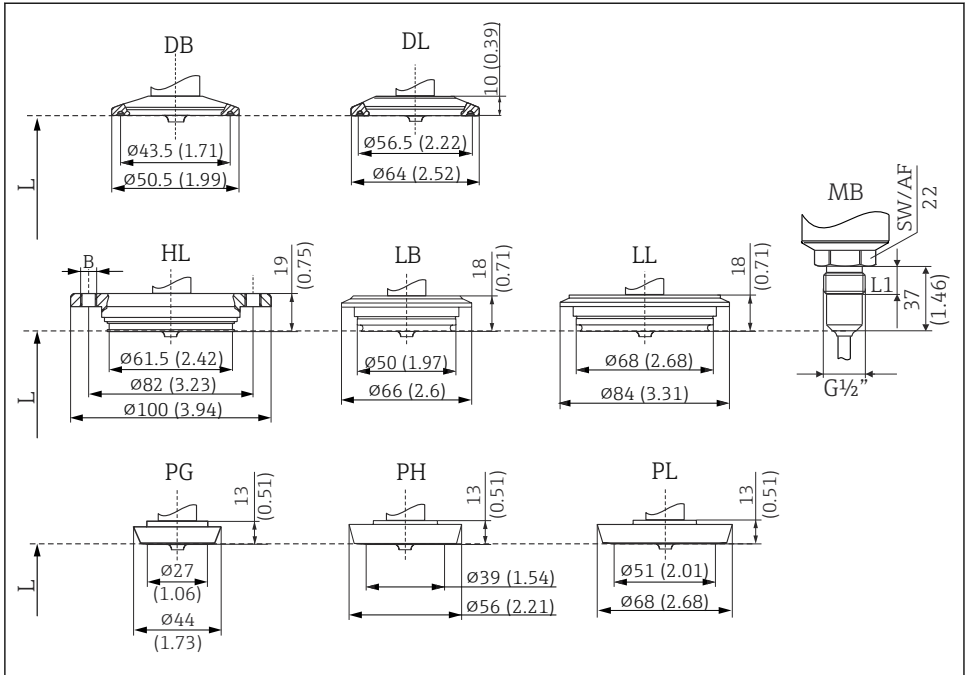 DB
DL
10 (0.39)
Ø43.5 (1.71)
Ø50.5 (1.99)
Ø56.5 (2.22)
Ø64 (2.52)
L
MB
SW/AF
22
L1
37
(1.46)
G½"
HL
B
19
(0.75)
Ø61.5 (2.42)
Ø82 (3.23)
Ø100 (3.94)
LB
18
(0.71)
Ø50 (1.97)
Ø66 (2.6)
LL
18
(0.71)
Ø68 (2.68)
Ø84 (3.31)
L
PG
13
(0.51)
Ø27
(1.06)
Ø44
(1.73)
PH
13
(0.51)
Ø39 (1.54)
Ø56 (2.21)
PL
13
(0.51)
Ø51 (2.01)
Ø68 (2.68)
L